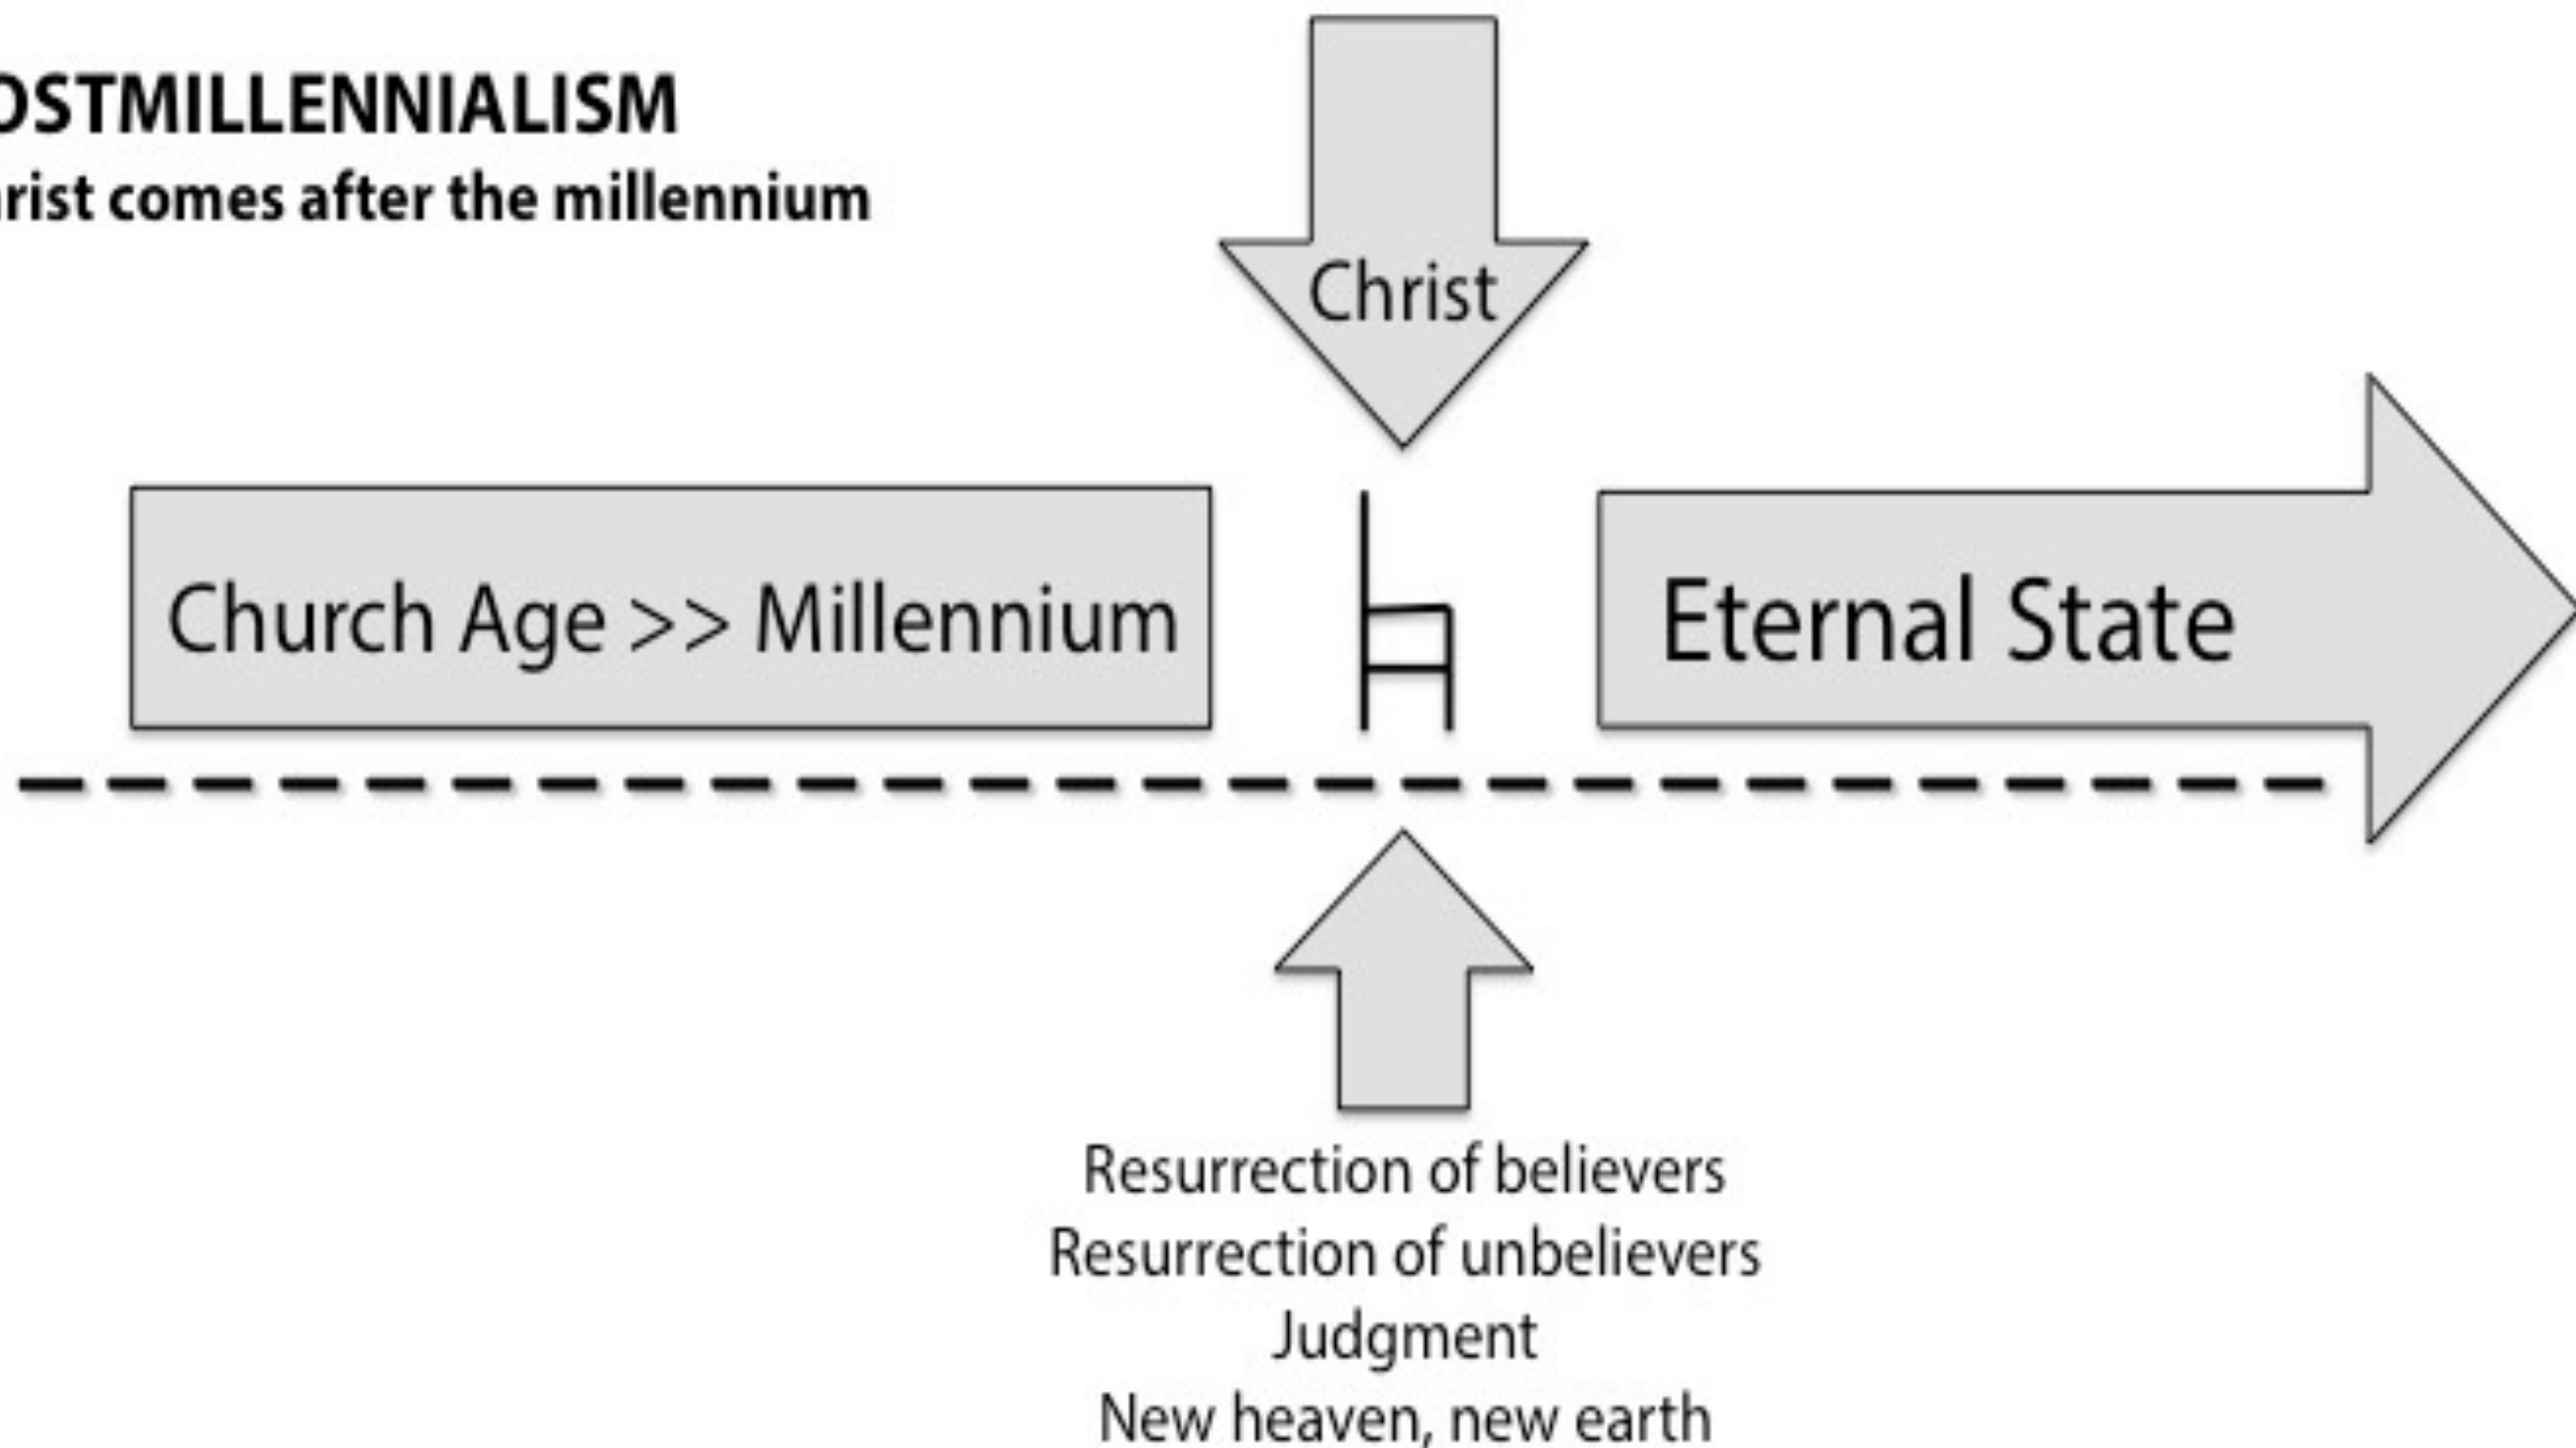 OSTMILLENNIALISM
rist comes after the millennium
Christ
Church Age >> Millennium
Eternal State
Resurrection of believers
Resurrection of unbelievers
Judgment
New heaven, new earth